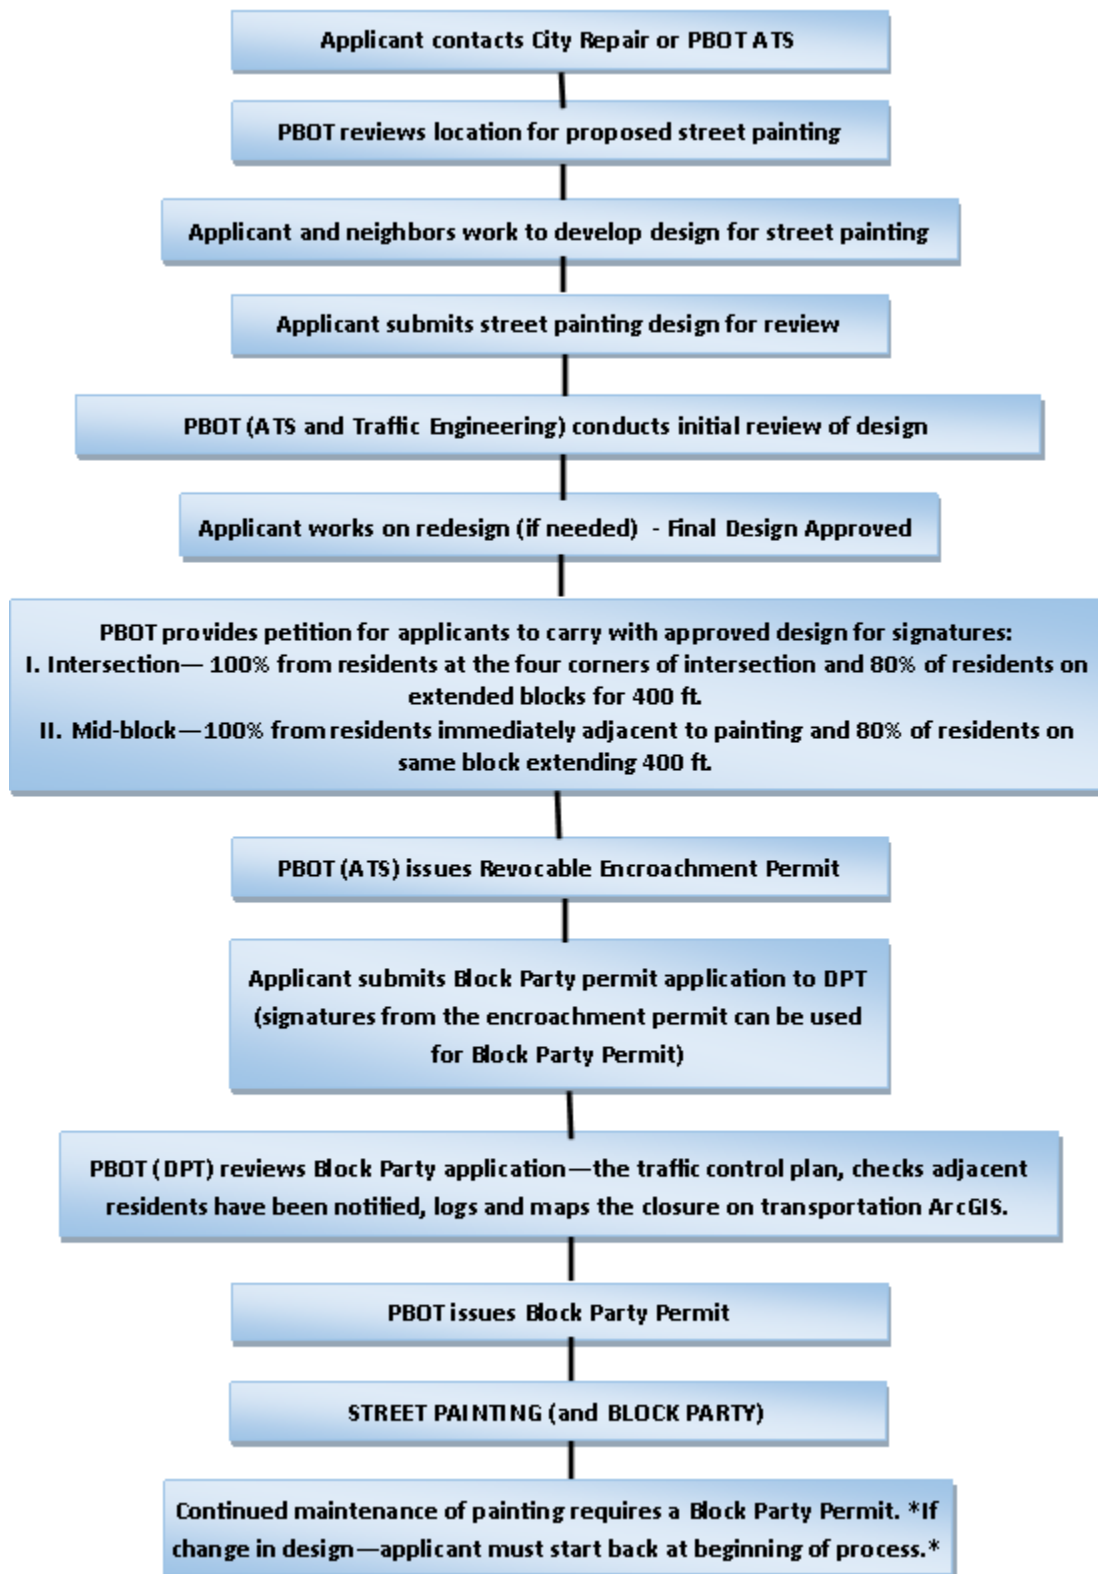 Applicant contacts City Repair or PBOT ATS
PBOT reviews location for proposed street painting
Applicant and neighbors work to develop design for street painting
Applicant submits street painting design for review
PBOT (ATS and Traffic Engineering) conducts initial review of design
Applicant works on redesign (if needed)  - Final Design Approved
PBOT provides petition for applicants to carry with approved design for signatures:
I. Intersection— 100% from residents at the four corners of intersection and 80% of residents on
extended blocks for 400 ft.
II.  Mid-block—100% from residents immediately adjacent to painting and 80% of residents on
same block extending 400 ft.
PBOT (ATS) issues Revocable Encroachment Permit
Applicant submits Block Party permit application to DPT
(signatures from the encroachment permit can be used
for Block Party Permit)
PBOT (DPT) reviews Block Party application—the traffic control plan, checks adjacent
residents have been notified, logs and maps the closure on transportation ArcGIS.
PBOT issues Block Party Permit
STREET PAINTING (and BLOCK PARTY)
Continued maintenance of painting requires a Block Party Permit. *If
change in design—applicant must start back at beginning of process.*